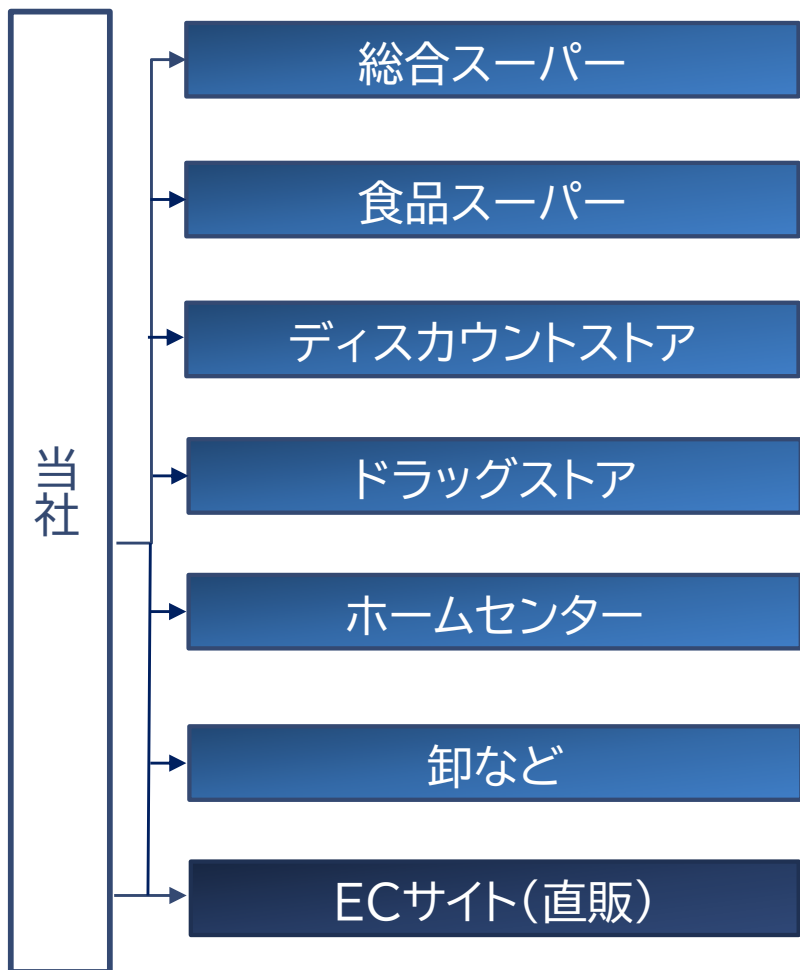 当社
総合スーパー
食品スーパー
ディスカウントストア
ドラッグストア
ホームセンター
卸など
ECサイト(直販)